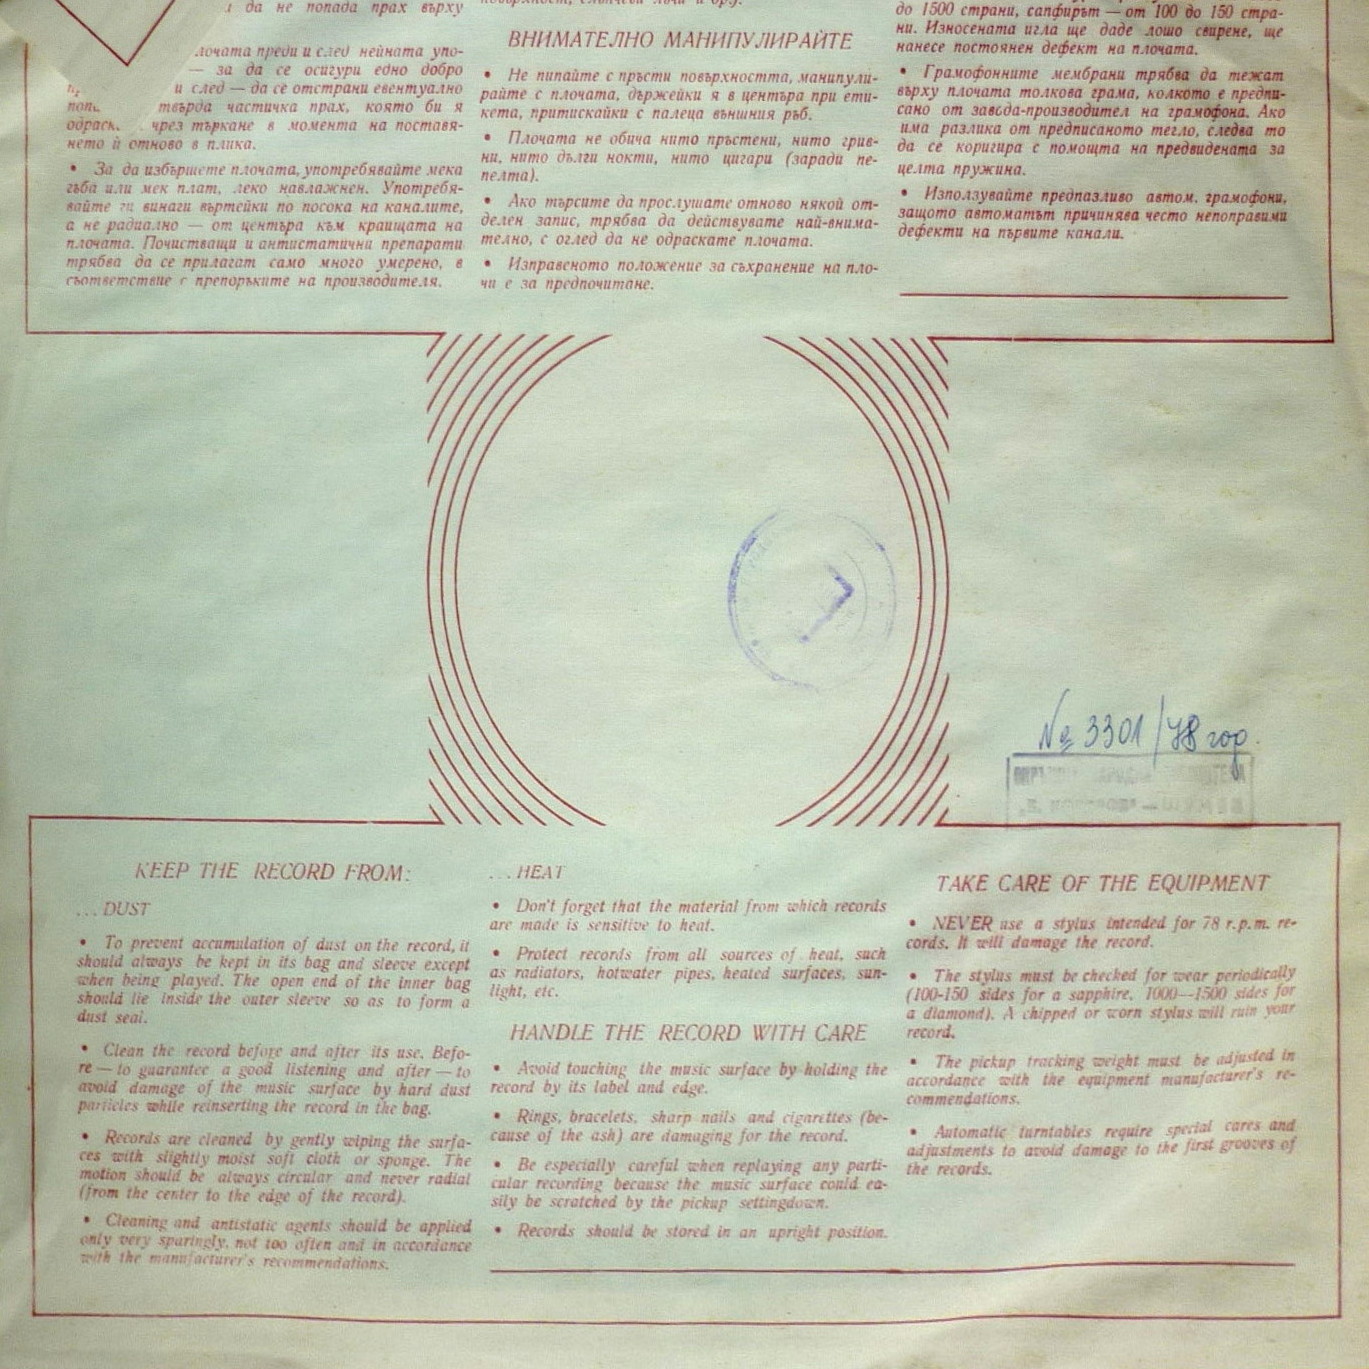 да не попада прах върху
лочата преди и след нейната упо-
— за да се осигури едно добро
и след — да се отстрани евентуално
твърда частичка прах, която би я
чрез търкане в момента на поставя-
нето ѝ отново в плика.
• За да избършете плочата, употребявайте мека
гъба или мек плат, леко навлажнен. Употребя-
вайте ги винаги въртейки по посока на каналите,
а не радиално — от центъра към краищата на
плочата. Почистващи и антистатични препарати
трябва да се прилагат само много умерено, в
съответствие с препоръките на производителя.
ВНИМАТЕЛНО МАНИПУЛИРАЙТЕ
• Не пипайте с пръсти повърхността, манипули-
райте с плочата, държейки я в центъра при ети-
кета, притискайки с палеца външния ръб.
• Плочата не обича нито пръстени, нито грив-
ни, нито дълги нокти, нито цигари (заради пе-
пелта).
• Ако търсите да прослушате отново някой от-
делен запис, трябва да действувате най-внима-
телно, с оглед да не одраскате плочата.
• Изправеното положение за съхранение на пло-
чи е за предпочитане.
до 1500 страни, сапфирът — от 100 до 150 стра-
ни. Износената игла ще даде лошо свирене, ще
нанесе постоянен дефект на плочата.
• Грамофонните мембрани трябва да тежат
върху плочата толкова грама, колкото е предпи-
сано от завода-производител на грамофона. Ако
има разлика от предписаното тегло, следва то
да се коригира с помощта на предвидената за
целта пружина.
• Използувайте предпазливо автом. грамофони,
защото автоматът причинява често непоправими
дефекти на първите канали.
№ 3301/78 год.
KEEP THE RECORD FROM:
...DUST
• To prevent accumulation of dust on the record, it
should always be kept in its bag and sleeve except
when being played. The open end of the inner bag
should lie inside the outer sleeve so as to form a
dust seal.
• Clean the record before and after its use. Befo-
re — to guarantee a good listening and after — to
avoid damage of the music surface by hard dust
particles while reinserting the record in the bag.
• Records are cleaned by gently wiping the surfa-
ces with slightly moist soft cloth or sponge. The
motion should be always circular and never radial
(from the center to the edge of the record).
• Cleaning and antistatic agents should be applied
only very sparingly, not too often and in accordance
with the manufacturer's recommendations.
...HEAT
• Don't forget that the material from which records
are made is sensitive to heat.
• Protect records from all sources of heat, such
as radiators, hotwater pipes, heated surfaces, sun-
light, etc.
HANDLE THE RECORD WITH CARE
• Avoid touching the music surface by holding the
record by its label and edge.
• Rings, bracelets, sharp nails and cigarettes (be-
cause of the ash) are damaging for the record.
• Be especially careful when replaying any parti-
cular recording because the music surface could ea-
sily be scratched by the pickup settingdown.
• Records should be stored in an upright position.
TAKE CARE OF THE EQUIPMENT
• NEVER use a stylus intended for 78 r.p.m. re-
cords. It will damage the record.
• The stylus must be checked for wear periodically
(100-150 sides for a sapphire, 1000—1500 sides for
a diamond). A chipped or worn stylus will ruin your
record.
• The pickup tracking weight must be adjusted in
accordance with the equipment manufacturer's re-
commendations.
• Automatic turntables require special cares and
adjustments to avoid damage to the first grooves of
the records.